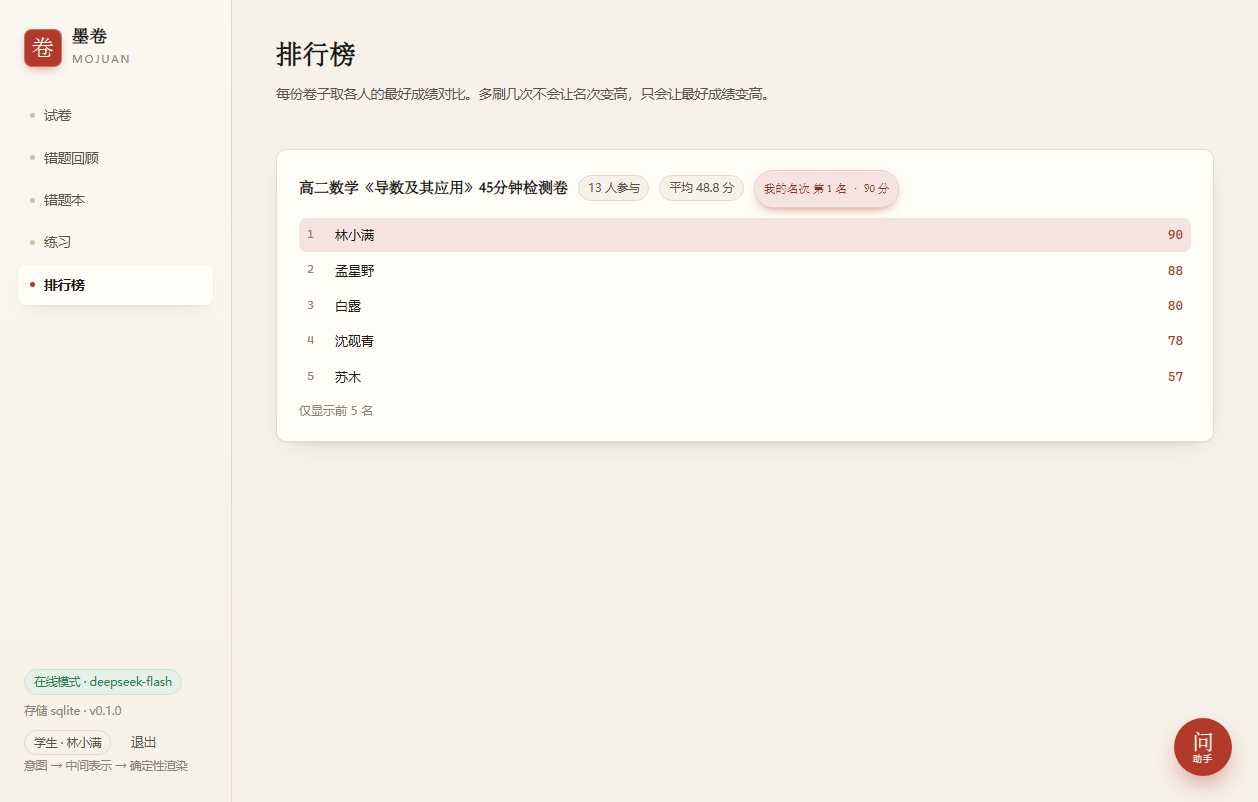 卷
墨卷
MOJUAN
试卷
错题回顾
错题本
练习
排行榜
在线模式 · deepseek-flash
存储 sqlite · v0.1.0
学生 · 林小满 退出
意图 → 中间表示 → 确定性渲染
排行榜
每份卷子取各人的最好成绩对比。多刷几次不会让名次变高，只会让最好成绩变高。
高二数学《导数及其应用》45分钟检测卷 13 人参与 平均 48.8 分 我的名次 第 1 名 · 90 分
1 林小满 90
2 孟星野 88
3 白露 80
4 沈砚青 78
5 苏木 57
仅显示前 5 名
问
助手